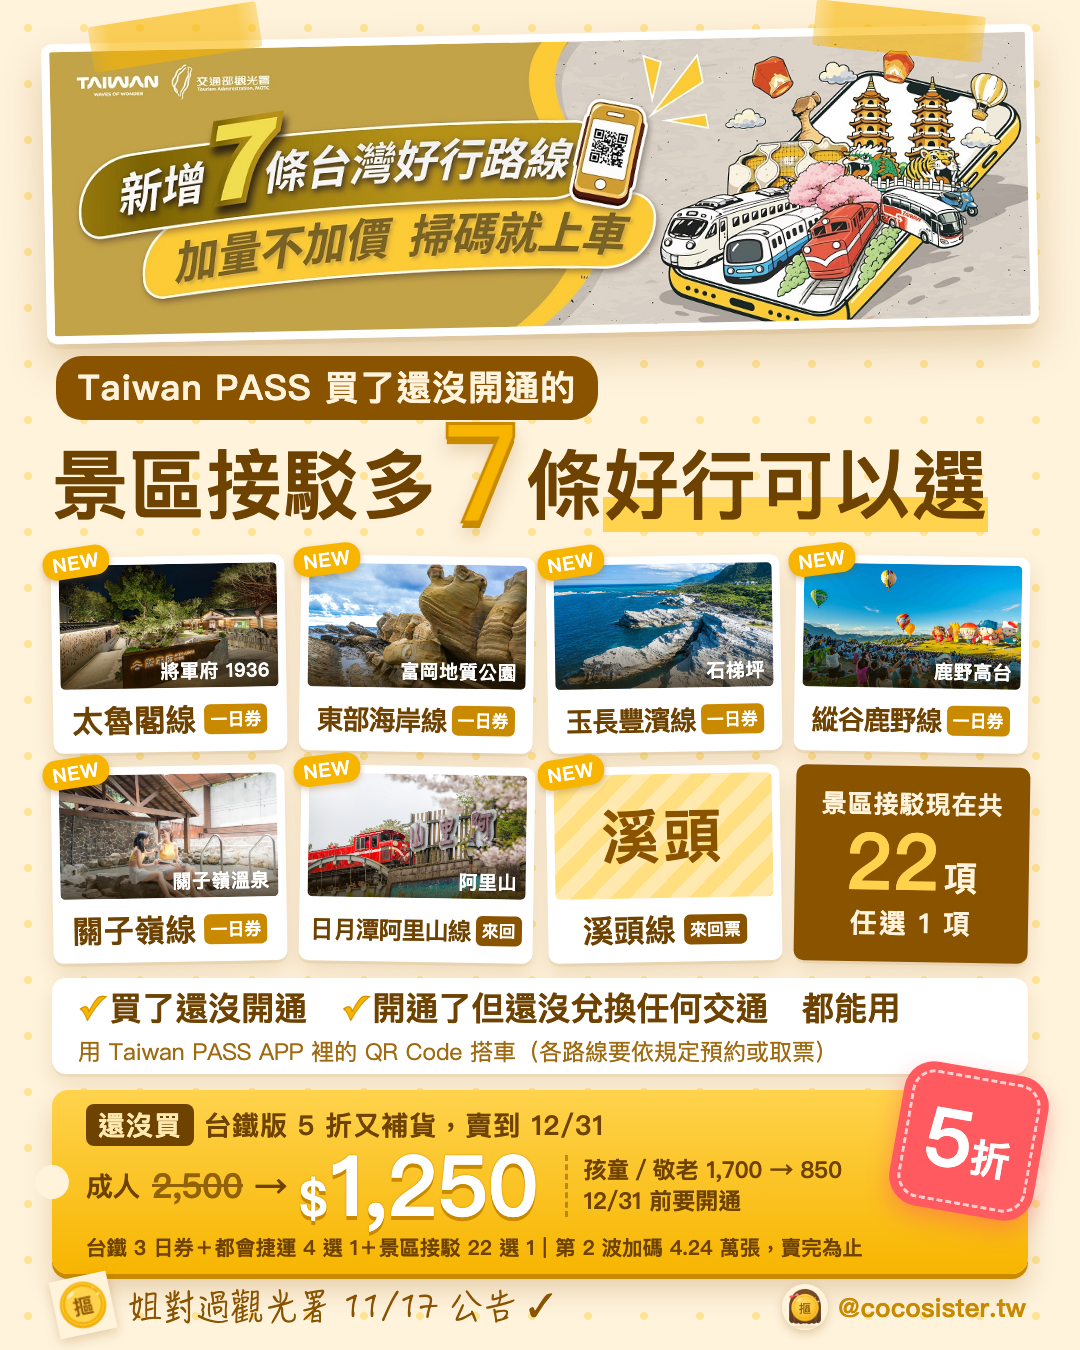 TAIWAN
WAVES OF WONDER
交通部觀光署
Tourism Administration, MOTC
新增7條台灣好行路線
加量不加價 掃碼就上車
TAIWAN
Taiwan PASS 買了還沒開通的
景區接駁多7條好行可以選
NEW
將軍府 1936
太魯閣線 一日券
NEW
富岡地質公園
東部海岸線 一日券
NEW
石梯坪
玉長豐濱線 一日券
NEW
鹿野高台
縱谷鹿野線 一日券
NEW
關子嶺溫泉
關子嶺線 一日券
NEW
阿里山
阿里山
日月潭阿里山線 來回
NEW
溪頭
溪頭線 來回票
景區接駁現在共
22項
任選 1 項
✓買了還沒開通 ✓開通了但還沒兌換任何交通 都能用
用 Taiwan PASS APP 裡的 QR Code 搭車（各路線要依規定預約或取票）
還沒買 台鐵版 5 折又補貨，賣到 12/31
5折
成人 2,500 → $1,250
孩童 / 敬老 1,700 → 850
12/31 前要開通
台鐵 3 日券＋都會捷運 4 選 1＋景區接駁 22 選 1 | 第 2 波加碼 4.24 萬張，賣完為止
摳 姐對過觀光署 11/17 公告 ✓
摳 @cocosister.tw